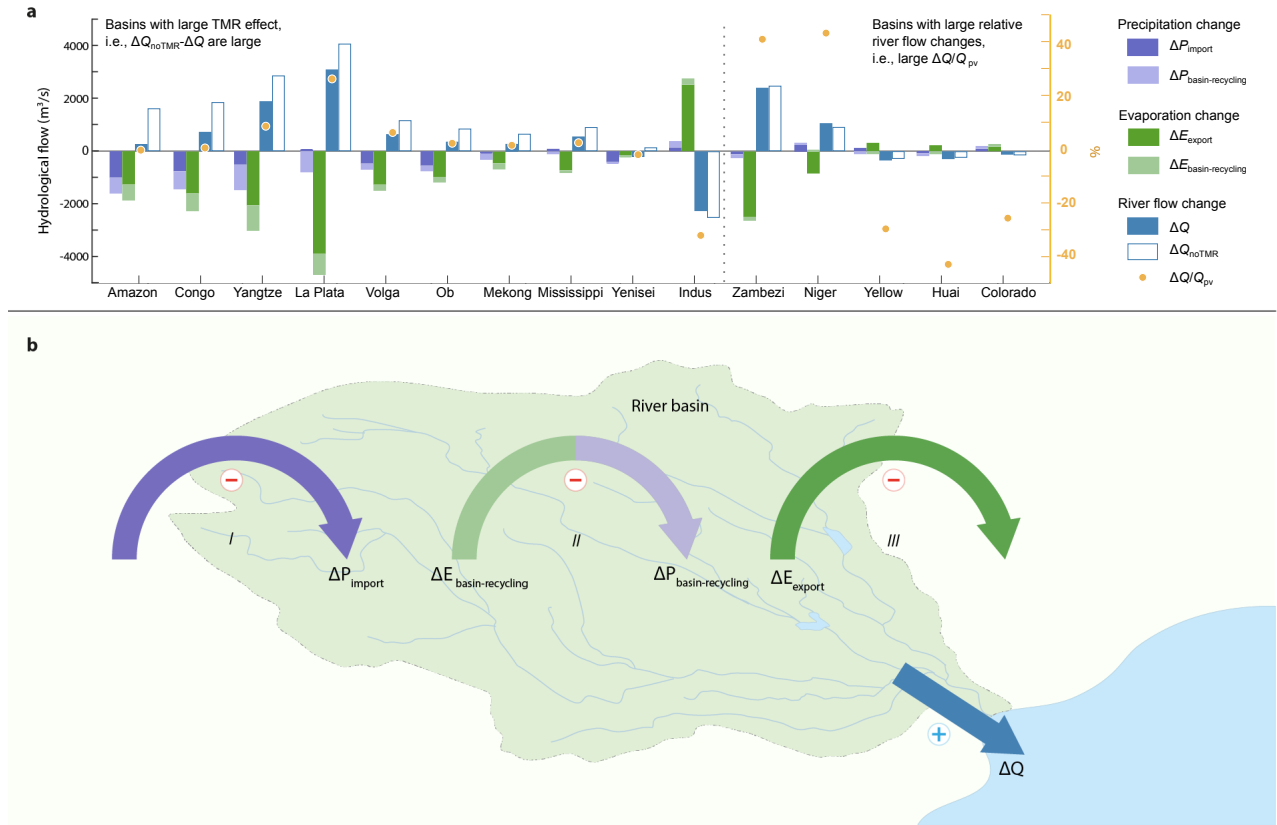 a
Basins with large TMR effect,
i.e., ΔQnoTMR-ΔQ are large
Basins with large relative
river flow changes,
i.e., large ΔQ/Qpv
Hydrological flow (m³/s)
4000
2000
0
-2000
-4000
40
20
0
-20
-40
%
Amazon Congo Yangtze La Plata Volga Ob Mekong Mississippi Yenisei Indus Zambezi Niger Yellow Huai Colorado
Precipitation change
ΔPimport
ΔPbasin-recycling
Evaporation change
ΔEexport
ΔEbasin-recycling
River flow change
ΔQ
ΔQnoTMR
ΔQ/Qpv
b
River basin
I
II
III
ΔPimport
ΔEbasin-recycling
ΔPbasin-recycling
ΔEexport
ΔQ